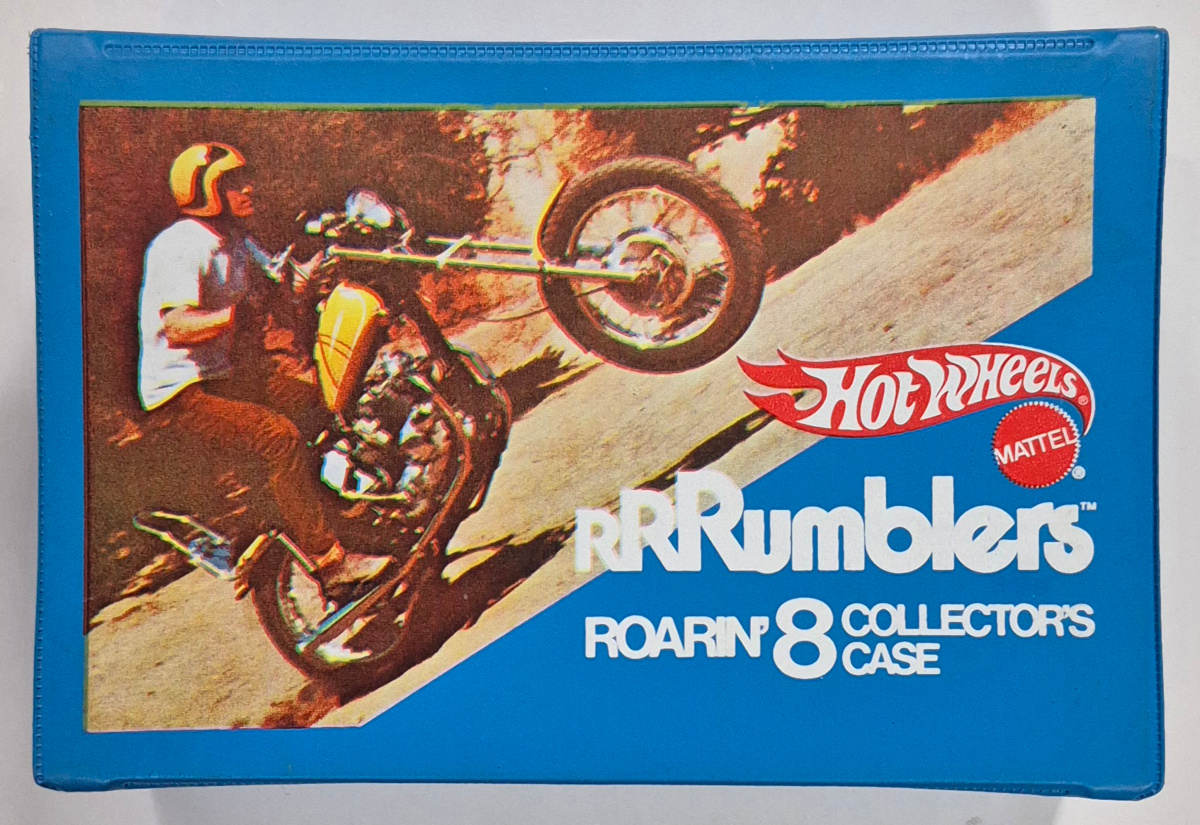 Hot Wheels®
MATTEL®
RRRumblers™
ROARIN' 8 COLLECTOR'S
CASE